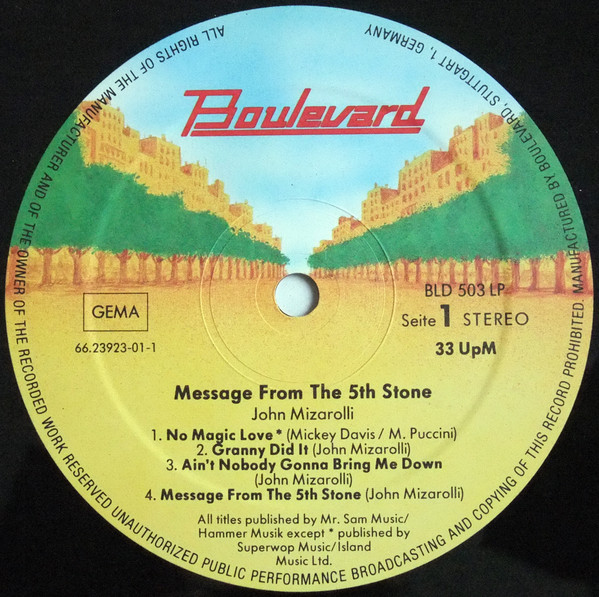 ALL RIGHTS OF THE MANUFACTURER AND OF THE OWNER OF THE RECORDED WORK RESERVED UNAUTHORIZED PUBLIC PERFORMANCE BROADCASTING AND COPYING OF THIS RECORD PROHIBITED. MANUFACTURED BY BOULEVARD, STUTTGART 1, GERMANY
Boulevard
GEMA
66.23923-01-1
BLD 503 LP
Seite 1 STEREO
33 UpM
Message From The 5th Stone
John Mizarolli
1. No Magic Love* (Mickey Davis / M. Puccini)
2. Granny Did It (John Mizarolli)
3. Ain't Nobody Gonna Bring Me Down
(John Mizarolli)
4. Message From The 5th Stone (John Mizarolli)
All titles published by Mr. Sam Music/
Hammer Musik except * published by
Superwop Music/Island
Music Ltd.